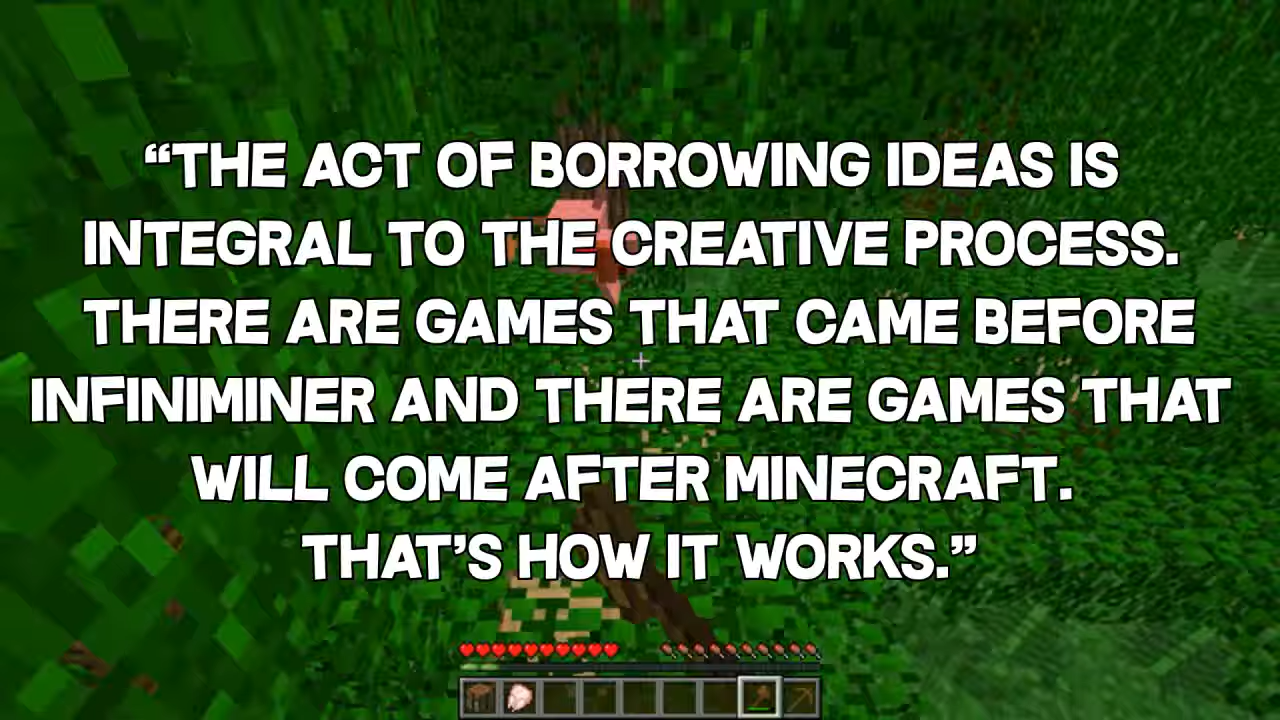 “THE ACT OF BORROWING IDEAS IS
INTEGRAL TO THE CREATIVE PROCESS.
THERE ARE GAMES THAT CAME BEFORE
INFINIMINER AND THERE ARE GAMES THAT
WILL COME AFTER MINECRAFT.
THAT’S HOW IT WORKS.”